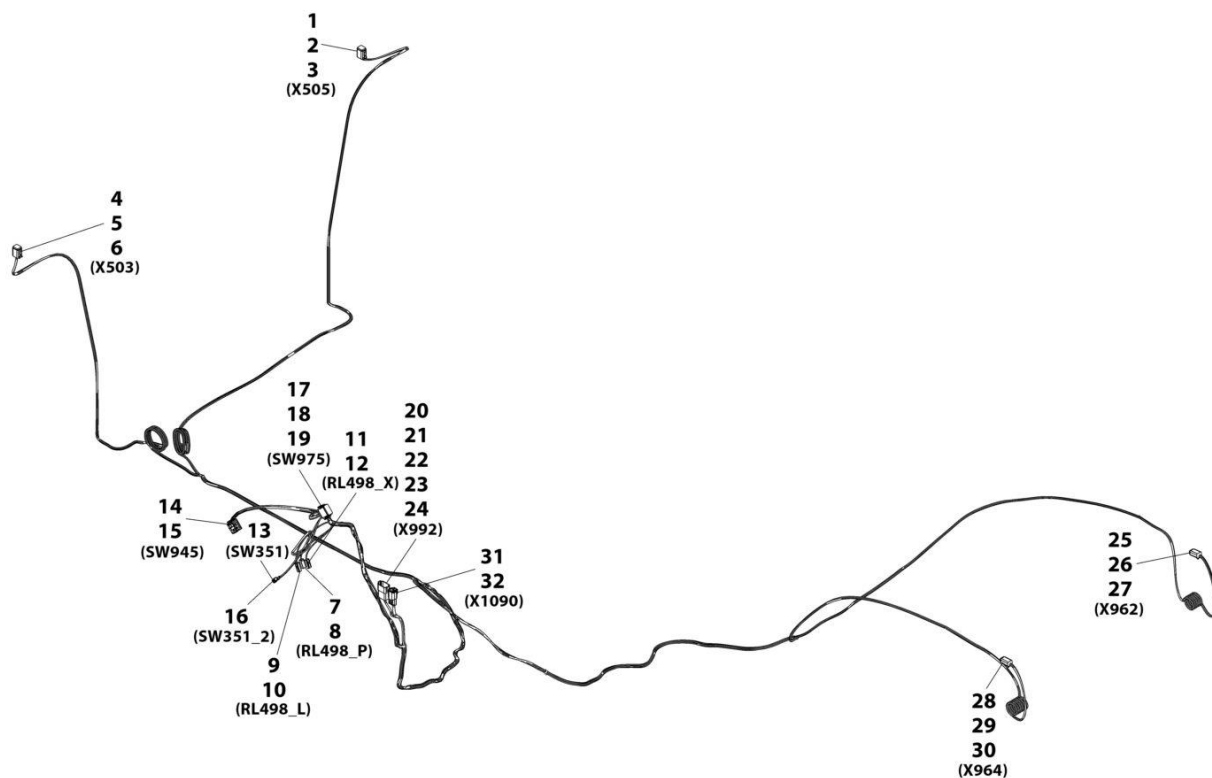 1
2
3
(X505)
4
5
6
(X503)
17
18
19
(SW975)
11
12
(RL498_X)
20
21
22
23
24
(X992)
14
15
(SW945)
13
(SW351)
16
(SW351_2)
7
8
(RL498_P)
9
10
(RL498_L)
31
32
(X1090)
25
26
27
(X962)
28
29
30
(X964)